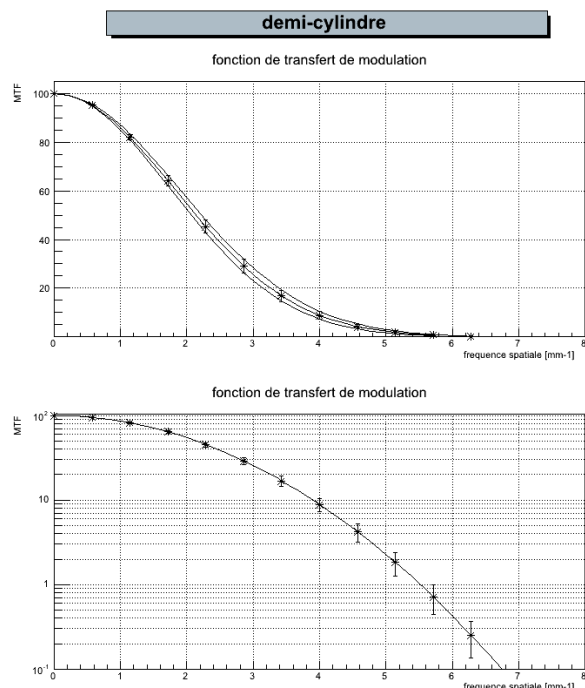 demi-cylindre
fonction de transfert de modulation
MTF
100
80
60
40
20
0 1 2 3 4 5 6 7 8
frequence spatiale [mm-1]
fonction de transfert de modulation
MTF
10²
10
1
10⁻¹
0 1 2 3 4 5 6 7 8
frequence spatiale [mm-1]